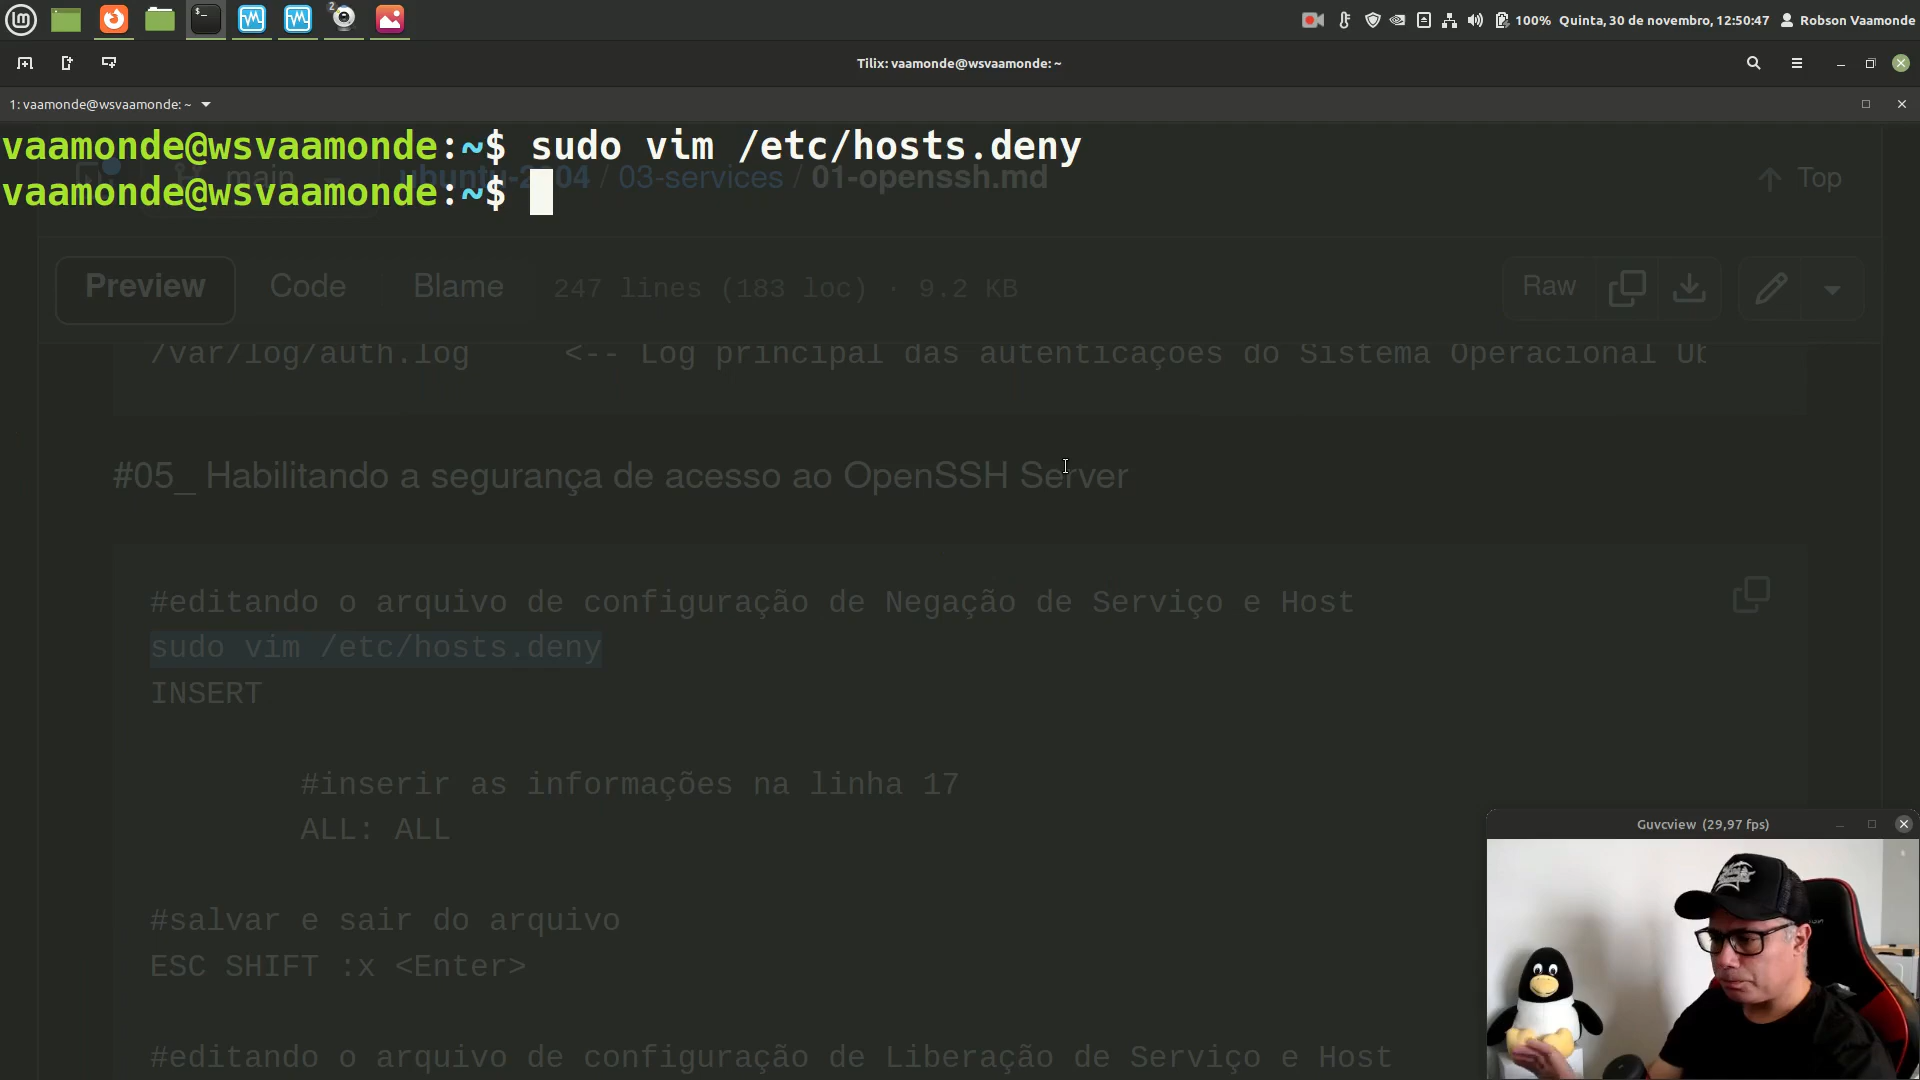 2
100% Quinta, 30 de novembro, 12:50:47 Robson Vaamonde
Tilix: vaamonde@wsvaamonde: ~
1: vaamonde@wsvaamonde: ~
vaamonde@wsvaamonde:~$ sudo vim /etc/hosts.deny
vaamonde@wsvaamonde:~$
main ubuntu-2204 / 03-services / 01-openssh.md Top
Preview Code Blame 247 lines (183 loc) · 9.2 KB Raw
/var/log/auth.log <-- Log principal das autenticações do Sistema Operacional Ub
#05_ Habilitando a segurança de acesso ao OpenSSH Server
#editando o arquivo de configuração de Negação de Serviço e Host
sudo vim /etc/hosts.deny
INSERT
#inserir as informações na linha 17
ALL: ALL
#salvar e sair do arquivo
ESC SHIFT :x <Enter>
#editando o arquivo de configuração de Liberação de Serviço e Host
Guvcview (29,97 fps)